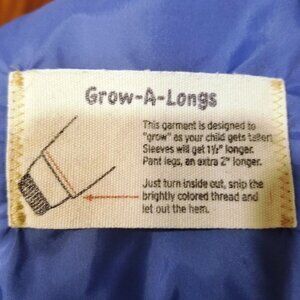 Grow-A-Longs
This garment is designed to
"grow" as your child gets taller!
Sleeves will get 1½" longer.
Pant legs, an extra 2" longer.
Just turn inside out, snip the
brightly colored thread and
let out the hem.